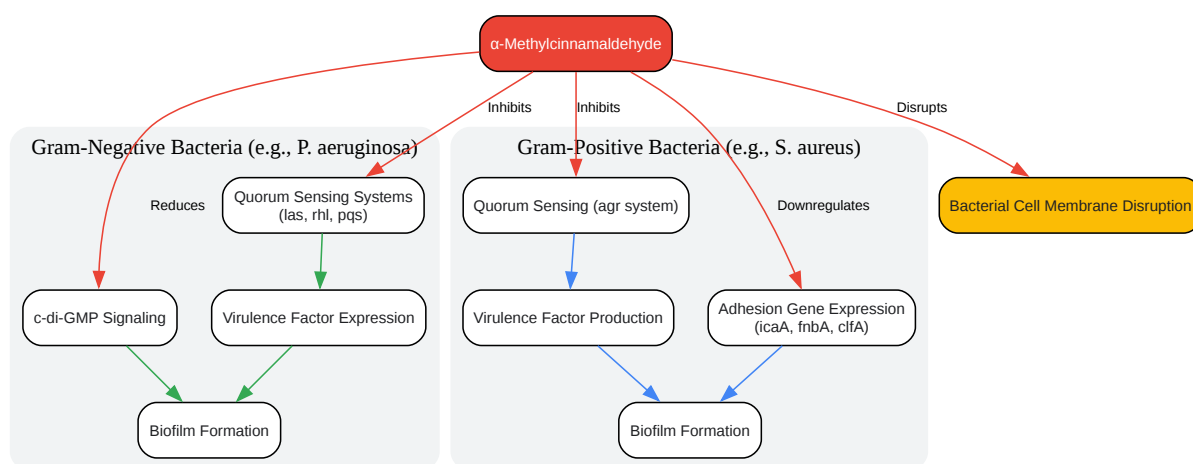 α-Methylcinnamaldehyde
Inhibits
Inhibits
Disrupts
Gram-Negative Bacteria (e.g., P. aeruginosa)
Gram-Positive Bacteria (e.g., S. aureus)
Reduces
Quorum Sensing Systems
(las, rhl, pqs)
Quorum Sensing (agr system)
Downregulates
Bacterial Cell Membrane Disruption
c-di-GMP Signaling
Virulence Factor Expression
Virulence Factor Production
Adhesion Gene Expression
(icaA, fnbA, clfA)
Biofilm Formation
Biofilm Formation